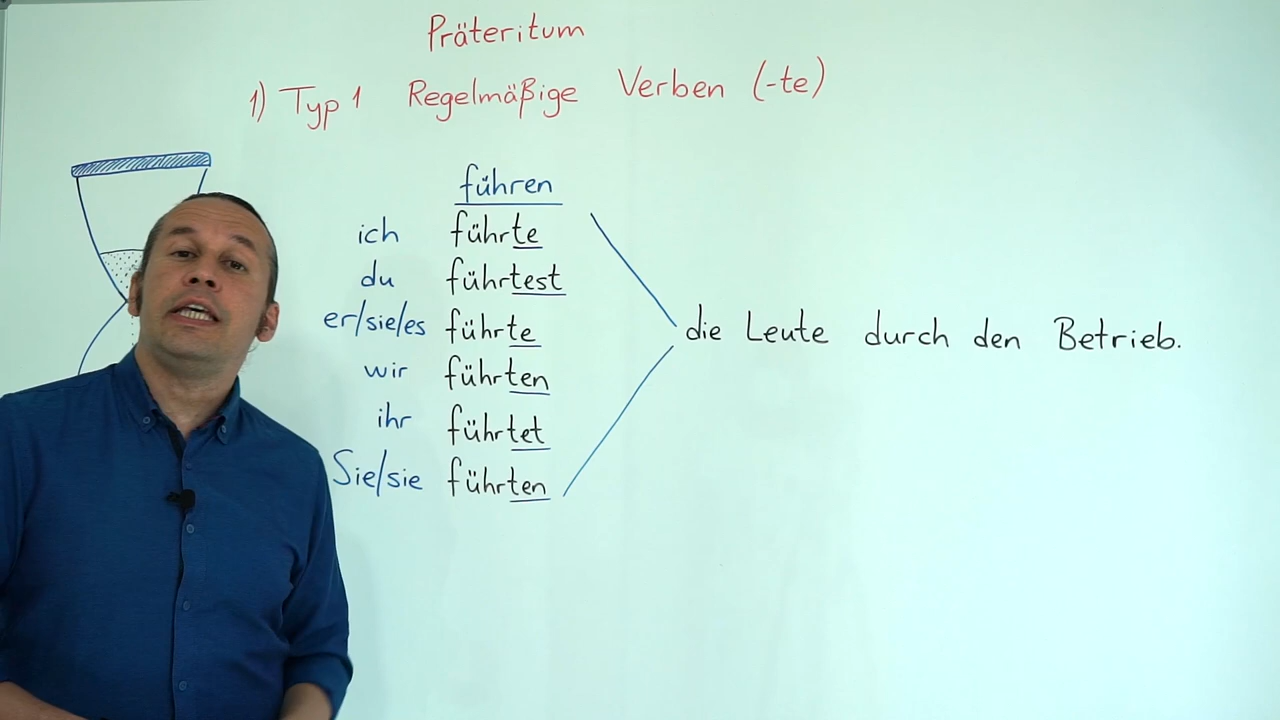 Präteritum
1) Typ 1 Regelmäßige Verben (-te)
führen
ich führte
du führtest
er/sie/es führte
wir führten
ihr führtet
Sie/sie führten
die Leute durch den Betrieb.